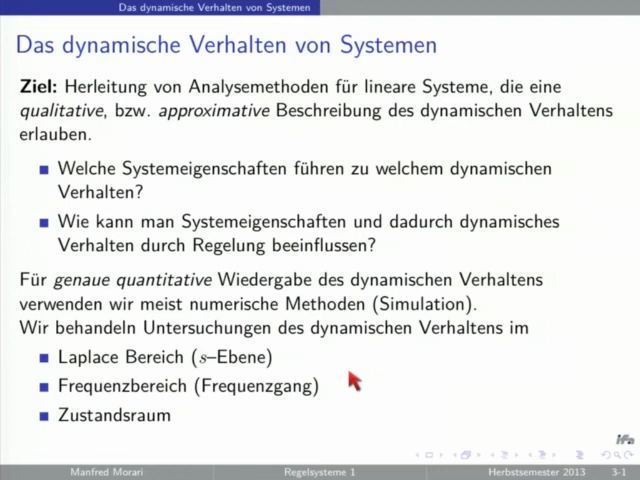 Das dynamische Verhalten von Systemen
Das dynamische Verhalten von Systemen
Ziel: Herleitung von Analysemethoden für lineare Systeme, die eine
qualitative, bzw. approximative Beschreibung des dynamischen Verhaltens
erlauben.
Welche Systemeigenschaften führen zu welchem dynamischen
Verhalten?
Wie kann man Systemeigenschaften und dadurch dynamisches
Verhalten durch Regelung beeinflussen?
Für genaue quantitative Wiedergabe des dynamischen Verhaltens
verwenden wir meist numerische Methoden (Simulation).
Wir behandeln Untersuchungen des dynamischen Verhaltens im
Laplace Bereich (s–Ebene)
Frequenzbereich (Frequenzgang)
Zustandsraum
ifa
Manfred Morari Regelsysteme 1 Herbstsemester 2013 3-1